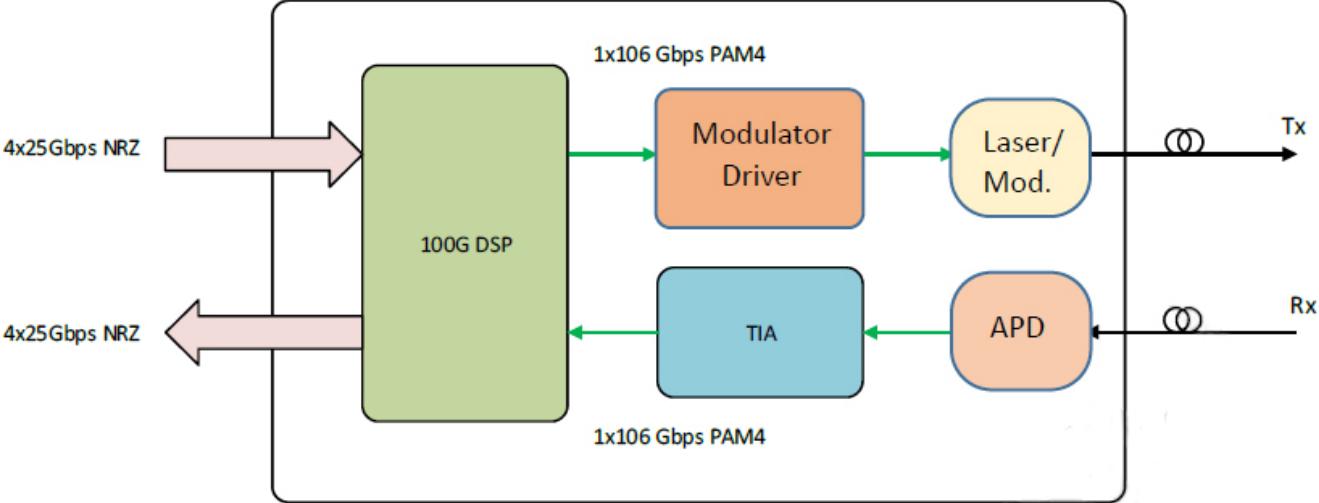 1x106 Gbps PAM4
4x25Gbps NRZ
Modulator
Driver
Laser/
Mod.
Tx
100G DSP
4x25Gbps NRZ
TIA
APD
Rx
1x106 Gbps PAM4